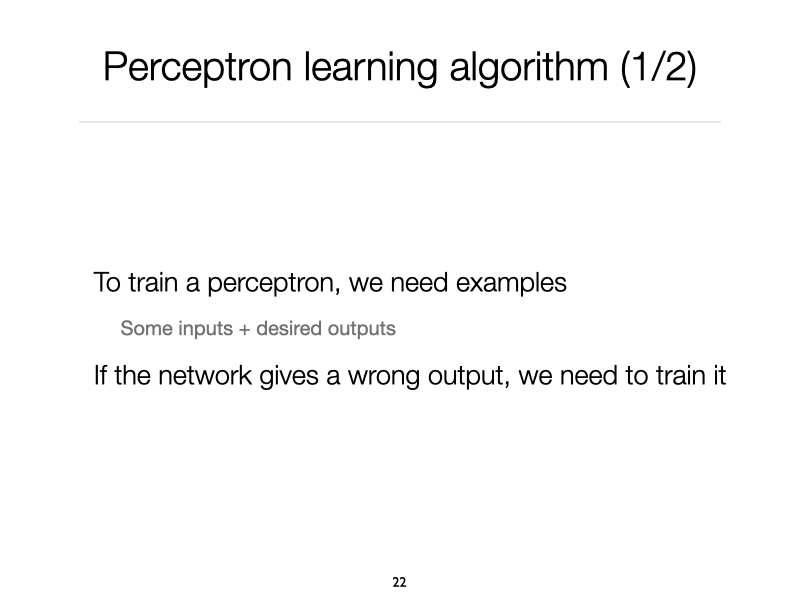 Perceptron learning algorithm (1/2)
To train a perceptron, we need examples
Some inputs + desired outputs
If the network gives a wrong output, we need to train it
22